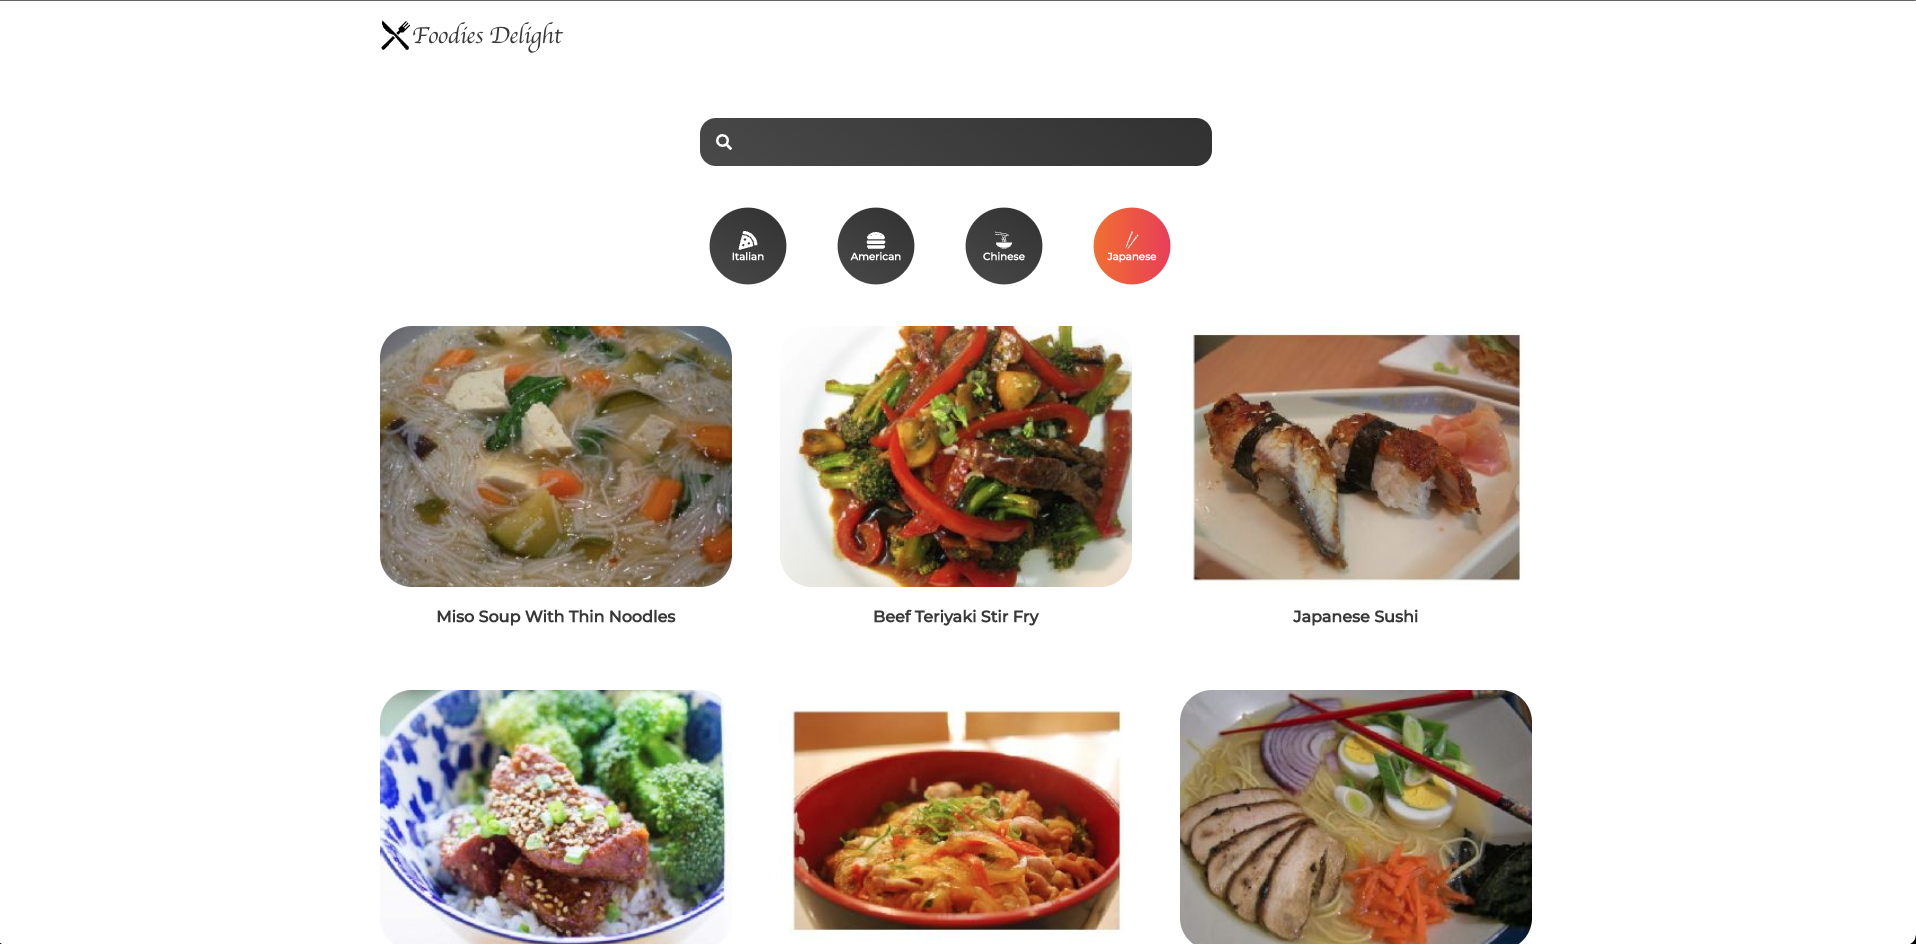 Foodies Delight
Italian
American
Chinese
Japanese
Miso Soup With Thin Noodles
Beef Teriyaki Stir Fry
Japanese Sushi